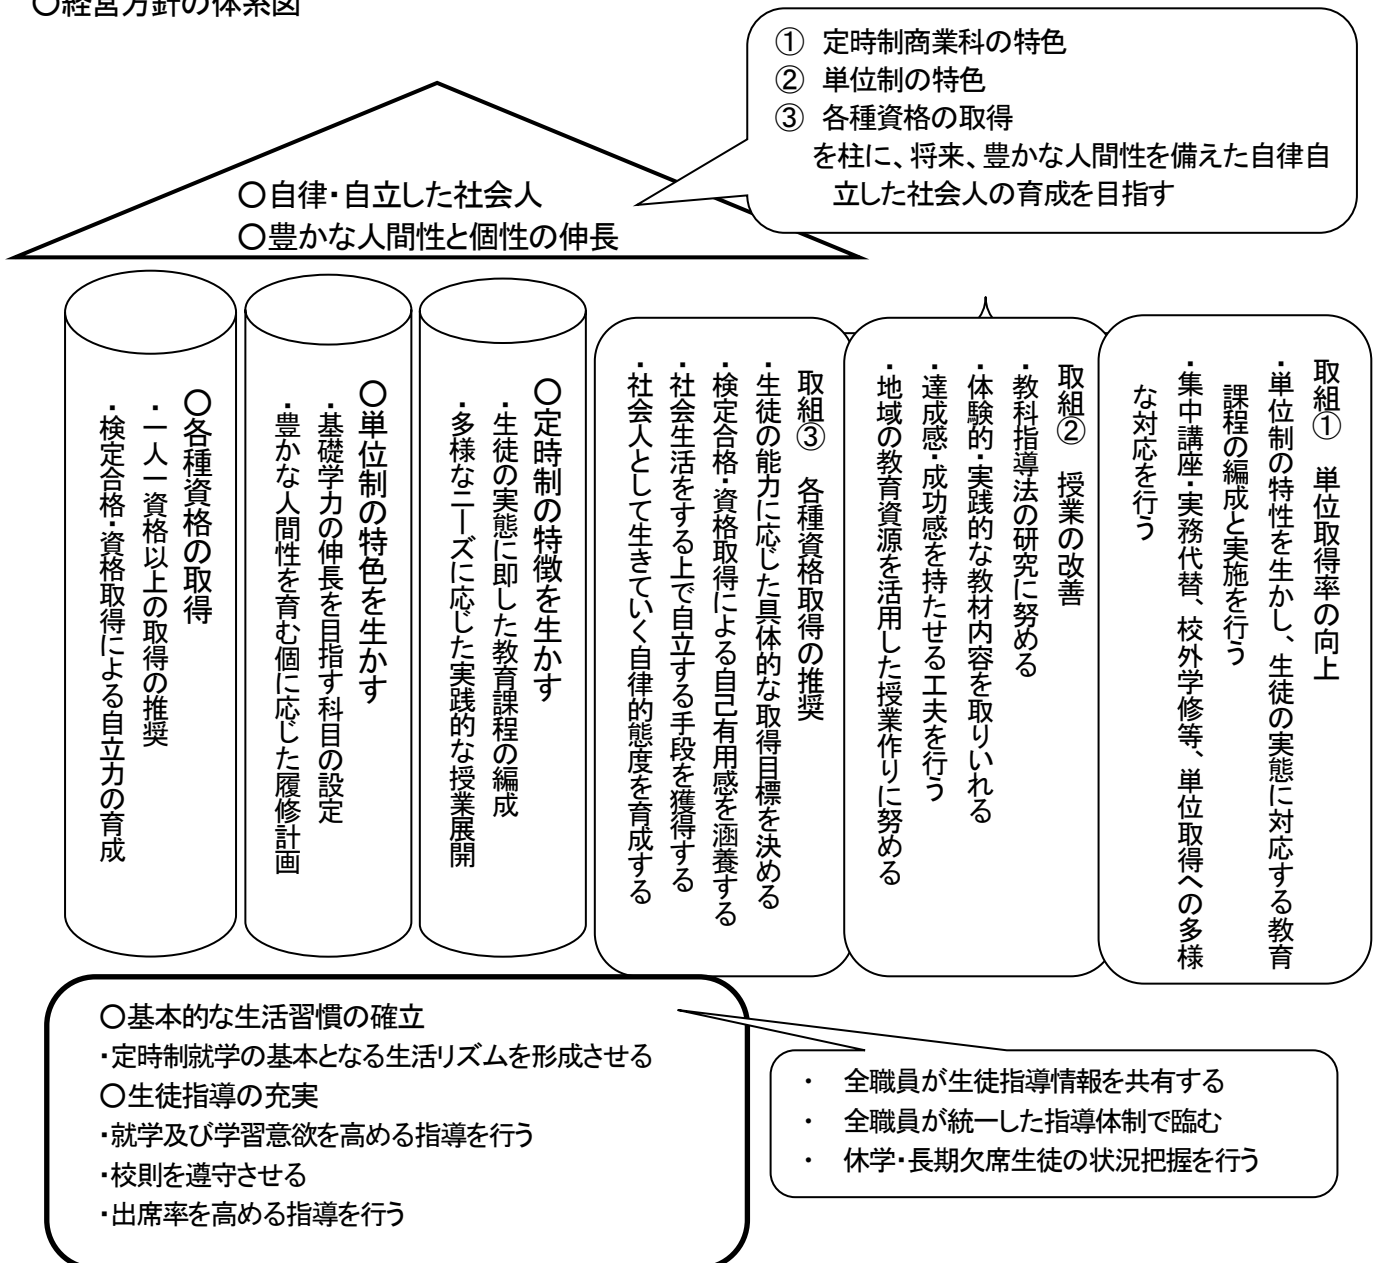 〇経営方針の体系図
① 定時制商業科の特色
② 単位制の特色
③ 各種資格の取得
を柱に、将来、豊かな人間性を備えた自律自
立した社会人の育成を目指す
〇自律・自立した社会人
〇豊かな人間性と個性の伸長
取組① 単位取得率の向上
・単位制の特性を生かし、生徒の実態に対応する教育
課程の編成と実施を行う
・集中講座・実務代替、校外学修等、単位取得への多様
な対応を行う
取組② 授業の改善
・教科指導法の研究に努める
・体験的・実践的な教材内容を取りいれる
・達成感・成功感を持たせる工夫を行う
・地域の教育資源を活用した授業作りに努める
取組③ 各種資格取得の推奨
・生徒の能力に応じた具体的な取得目標を決める
・検定合格・資格取得による自己有用感を涵養する
・社会生活をする上で自立する手段を獲得する
・社会人として生きていく自律的態度を育成する
〇定時制の特徴を生かす
・生徒の実態に即した教育課程の編成
・多様なニーズに応じた実践的な授業展開
〇単位制の特色を生かす
・基礎学力の伸長を目指す科目の設定
・豊かな人間性を育む個に応じた履修計画
〇各種資格の取得
・一人一資格以上の取得の推奨
・検定合格・資格取得による自立力の育成
〇基本的な生活習慣の確立
・定時制就学の基本となる生活リズムを形成させる
〇生徒指導の充実
・就学及び学習意欲を高める指導を行う
・校則を遵守させる
・出席率を高める指導を行う
・ 全職員が生徒指導情報を共有する
・ 全職員が統一した指導体制で臨む
・ 休学・長期欠席生徒の状況把握を行う